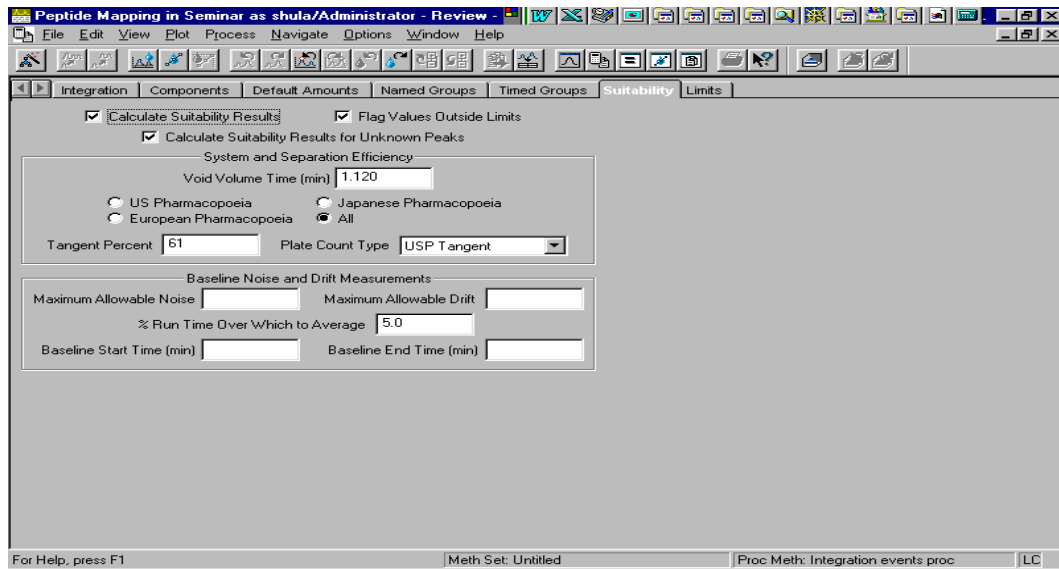 Peptide Mapping in Seminar as shula/Administrator - Review -
File Edit View Plot Process Navigate Options Window Help
Integration Components Default Amounts Named Groups Timed Groups Suitability Limits
Calculate Suitability Results Flag Values Outside Limits
Calculate Suitability Results for Unknown Peaks
System and Separation Efficiency
Void Volume Time (min) 1.120
US Pharmacopoeia Japanese Pharmacopoeia
European Pharmacopoeia All
Tangent Percent 61 Plate Count Type USP Tangent
Baseline Noise and Drift Measurements
Maximum Allowable Noise Maximum Allowable Drift
% Run Time Over Which to Average 5.0
Baseline Start Time (min) Baseline End Time (min)
For Help, press F1 Meth Set: Untitled Proc Meth: Integration events proc LC